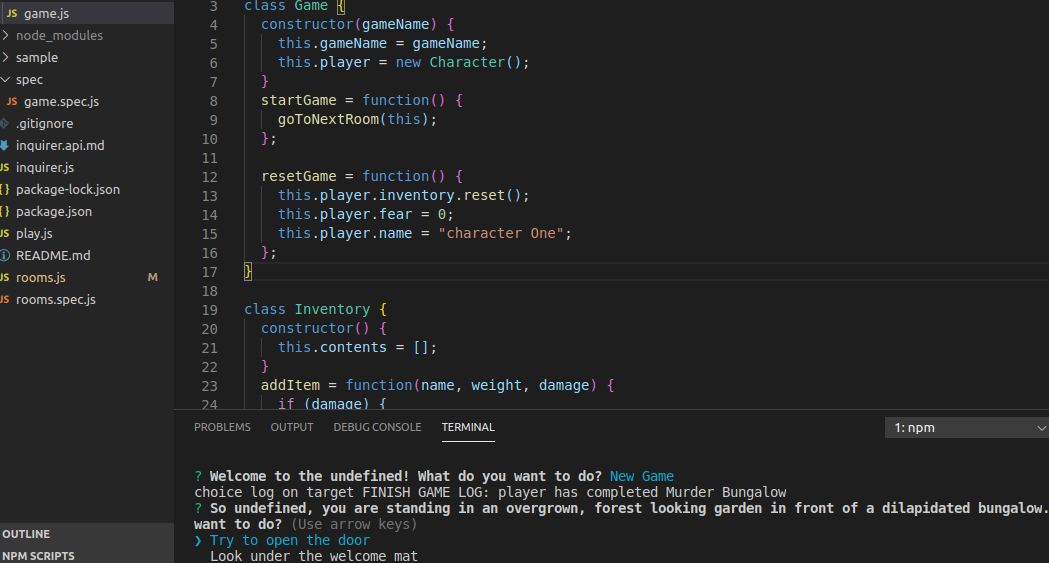 JS game.js
node_modules
sample
spec
JS game.spec.js
.gitignore
inquirer.api.md
JS inquirer.js
{ } package-lock.json
{ } package.json
JS play.js
README.md
JS rooms.js M
JS rooms.spec.js
OUTLINE
NPM SCRIPTS
3 class Game {
4 constructor(gameName) {
5 this.gameName = gameName;
6 this.player = new Character();
7 }
8 startGame = function() {
9 goToNextRoom(this);
10 };
11
12 resetGame = function() {
13 this.player.inventory.reset();
14 this.player.fear = 0;
15 this.player.name = "character One";
16 };
17 }
18
19 class Inventory {
20 constructor() {
21 this.contents = [];
22 }
23 addItem = function(name, weight, damage) {
24 if (damage) {
PROBLEMS OUTPUT DEBUG CONSOLE TERMINAL 1: npm
? Welcome to the undefined! What do you want to do? New Game
choice log on target FINISH GAME LOG: player has completed Murder Bungalow
? So undefined, you are standing in an overgrown, forest looking garden in front of a dilapidated bungalow.
want to do? (Use arrow keys)
❯ Try to open the door
Look under the welcome mat